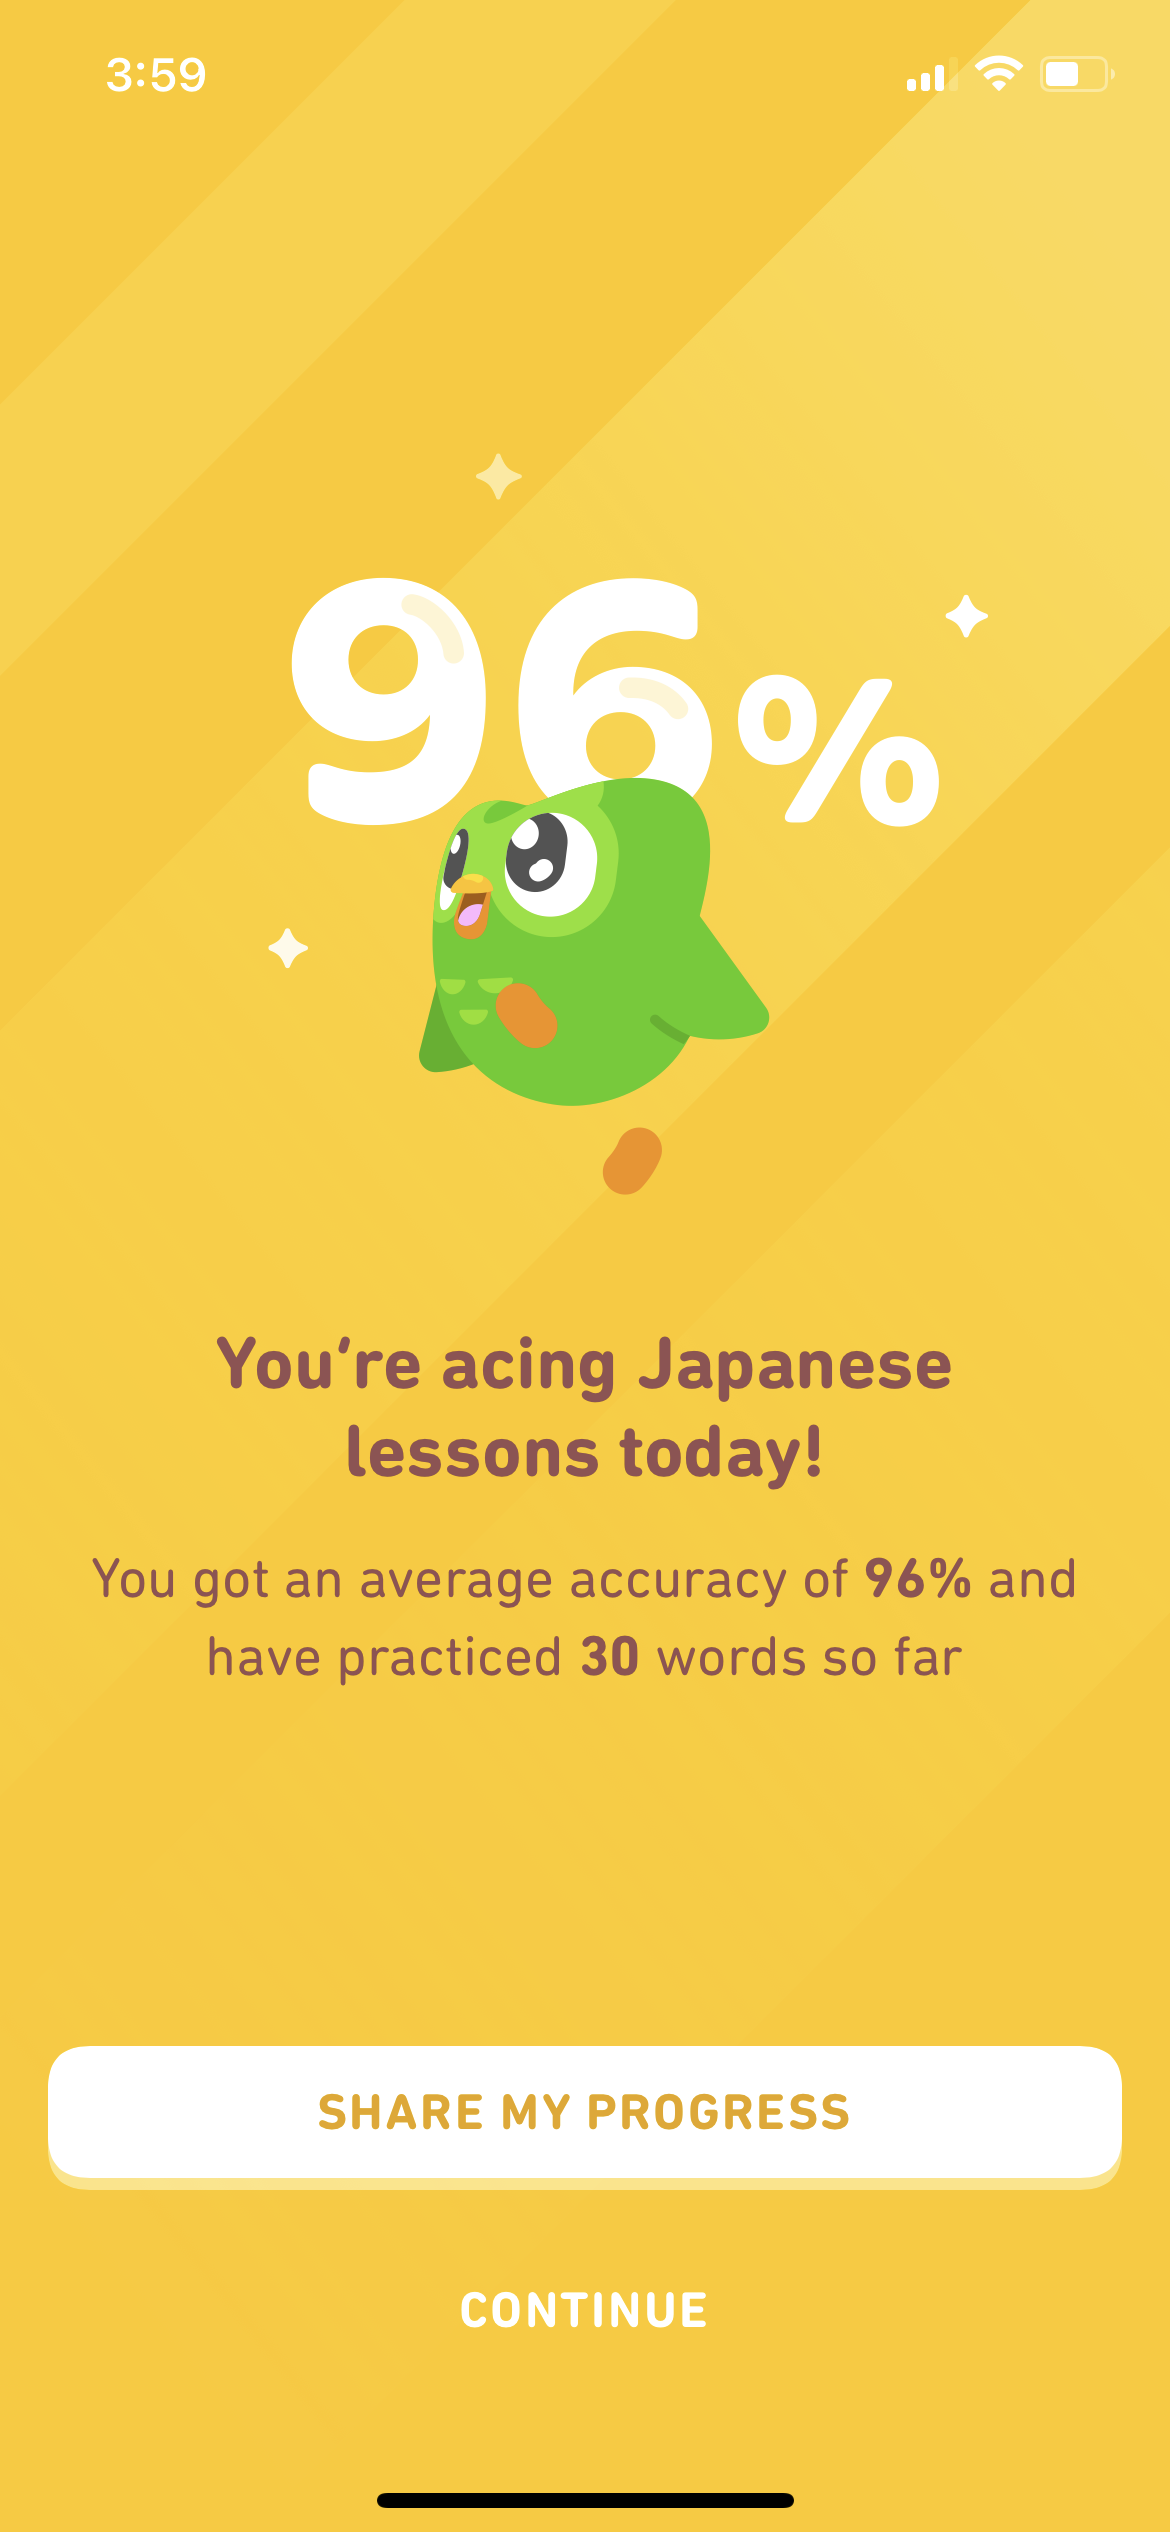 3:59
96%
You're acing Japanese
lessons today!
You got an average accuracy of 96% and
have practiced 30 words so far
SHARE MY PROGRESS
CONTINUE